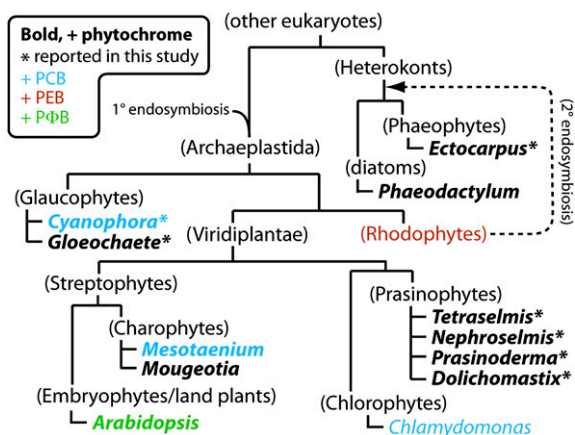 (other eukaryotes)
Bold, + phytochrome
* reported in this study
+ PCB
+ PEB
+ PΦB
(Heterokonts)
1° endosymbiosis
(Phaeophytes)
Ectocarpus*
(2° endosymbiosis)
(Archaeplastida)
(diatoms)
Phaeodactylum
(Glaucophytes)
Cyanophora*
Gloeochaete*
(Viridiplantae)
(Rhodophytes)
(Streptophytes)
(Prasinophytes)
Tetraselmis*
(Charophytes)
Nephroselmis*
Mesotaenium
Prasinoderma*
Mougeotia
Dolichomastix*
(Embryophytes/land plants)
(Chlorophytes)
Arabidopsis
Chlamydomonas